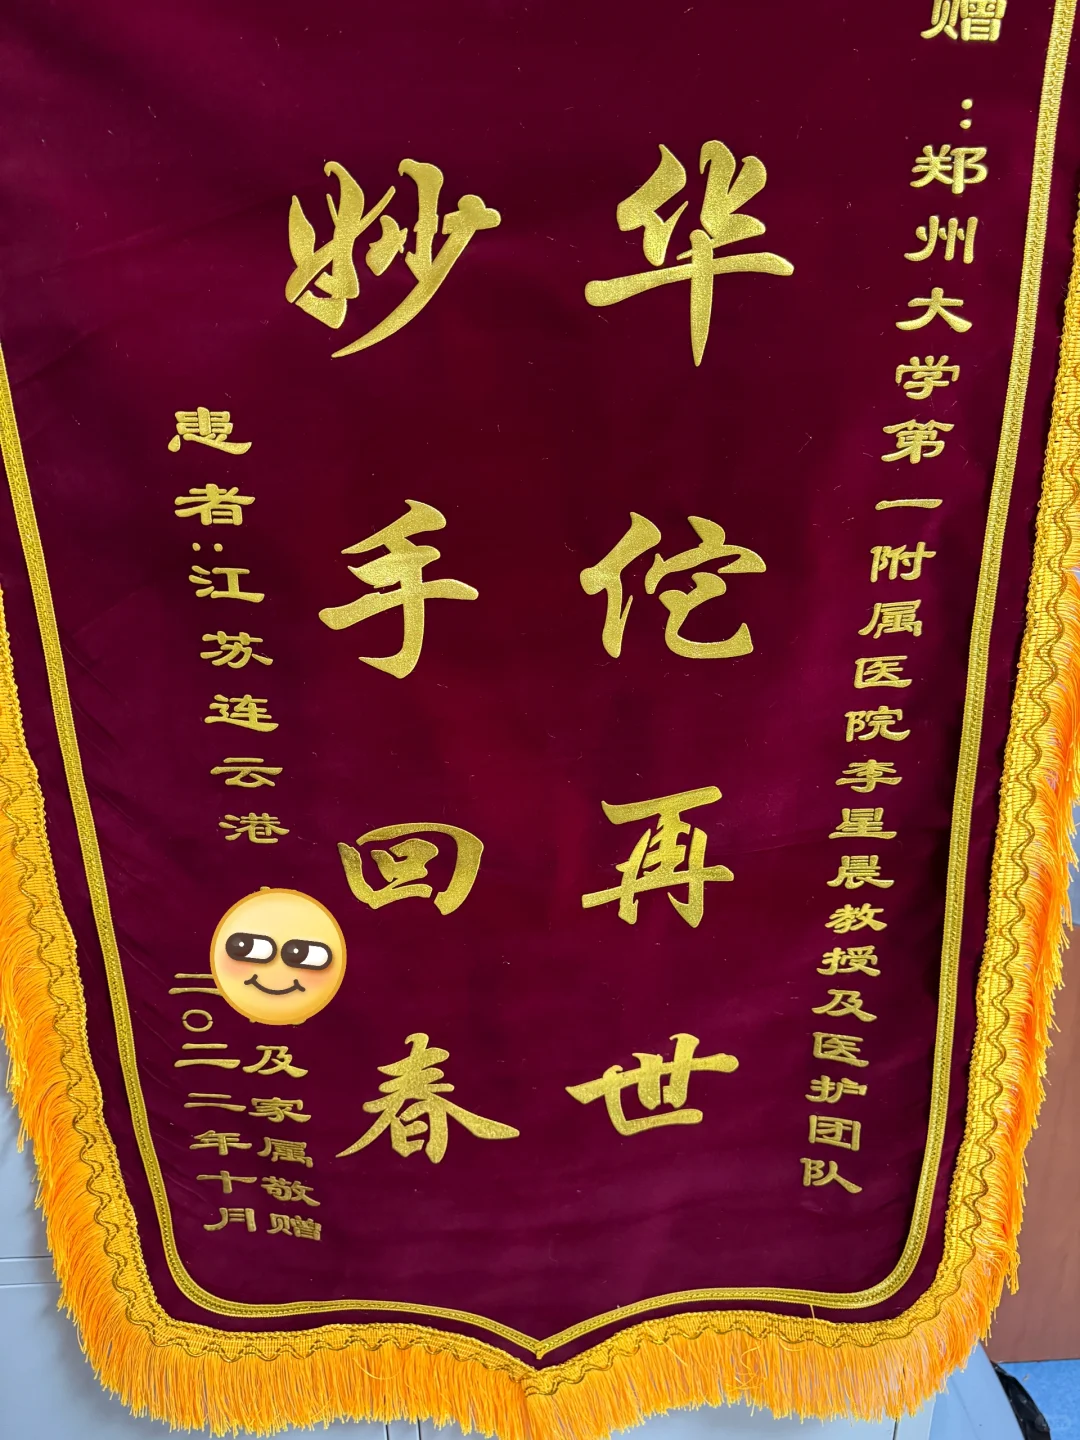 赠:郑州大学第一附属医院李星晨教授及医护团队
华佗再世
妙手回春
患者:江苏连云港
及家属敬赠
二〇二二年十月